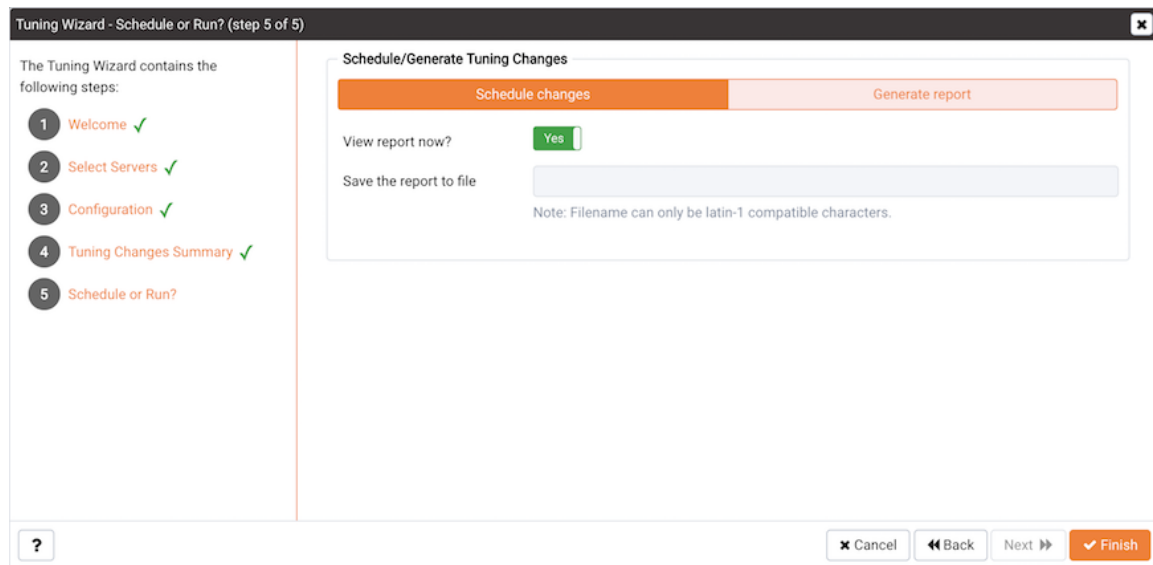 Tuning Wizard - Schedule or Run? (step 5 of 5)
The Tuning Wizard contains the
following steps:
1 Welcome
2 Select Servers
3 Configuration
4 Tuning Changes Summary
5 Schedule or Run?
Schedule/Generate Tuning Changes
Schedule changes Generate report
View report now? Yes
Save the report to file
Note: Filename can only be latin-1 compatible characters.
? Cancel Back Next Finish